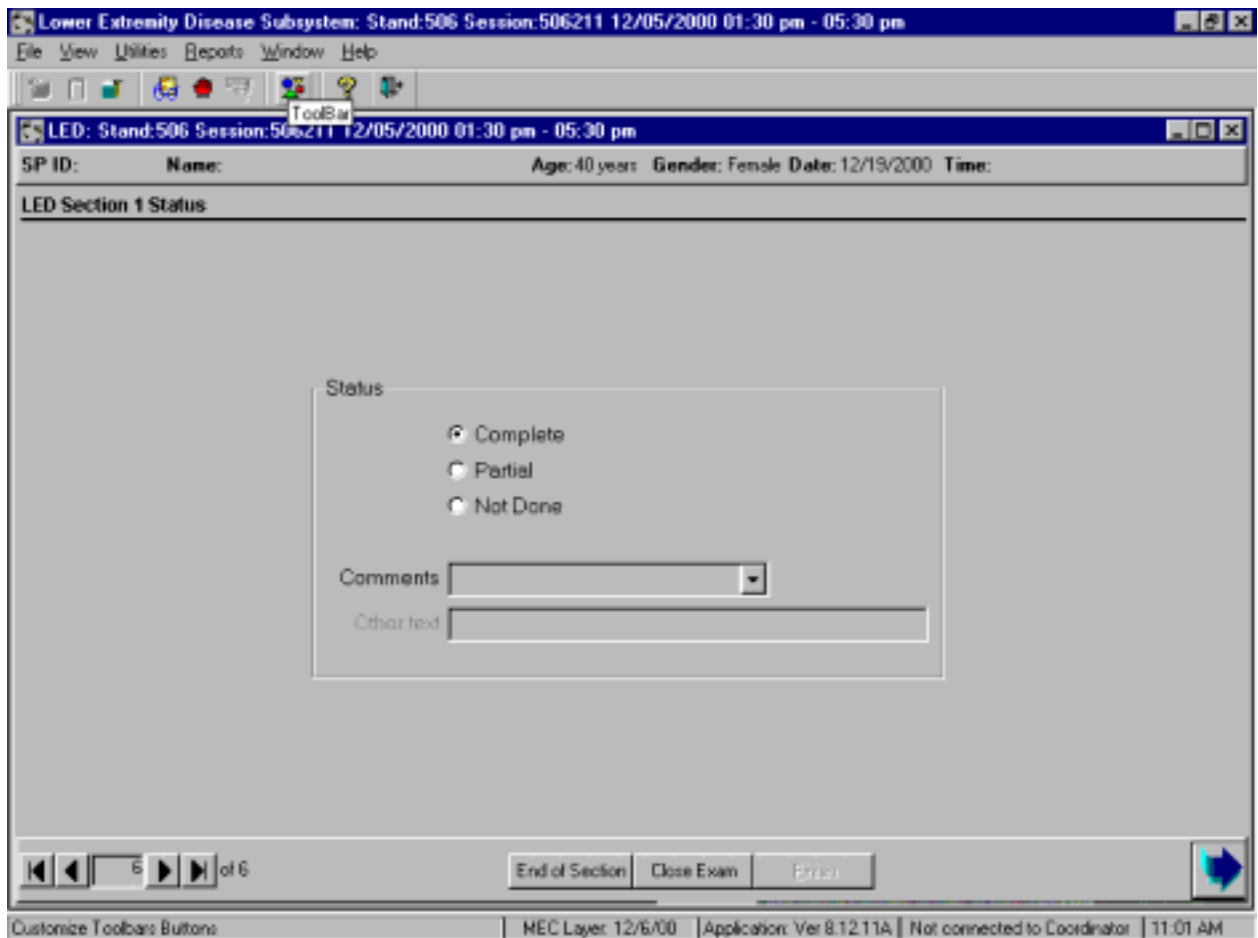 Lower Extremity Disease Subsystem: Stand:506 Session:506211 12/05/2000 01:30 pm - 05:30 pm
File View Utilities Reports Window Help
ToolBar
LED: Stand:506 Session:506211 12/05/2000 01:30 pm - 05:30 pm
SP ID: Name: Age: 40 years Gender: Female Date: 12/19/2000 Time:
LED Section 1 Status
Status
Complete
Partial
Not Done
Comments
Other text
6 of 6 End of Section Close Exam Finish
Customize Toolbars Buttons MEC Layer: 12/6/00 Application: Ver 8.12.11A Not connected to Coordinator 11:01 AM